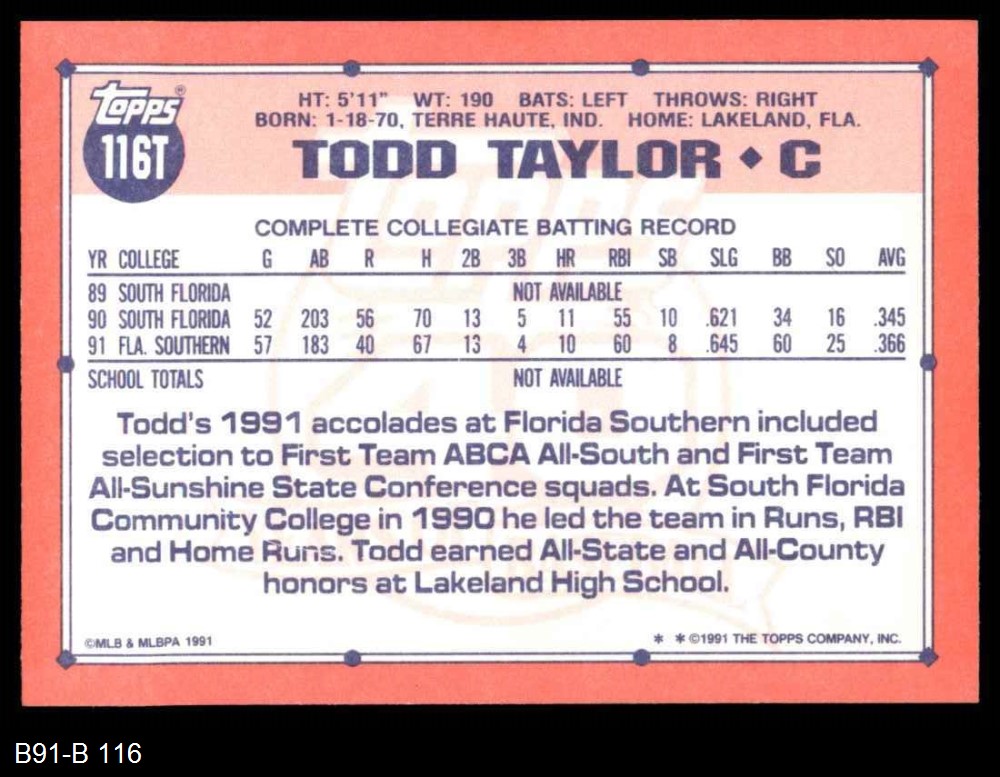 topps®
116T
HT: 5'11" WT: 190 BATS: LEFT THROWS: RIGHT
BORN: 1-18-70, TERRE HAUTE, IND. HOME: LAKELAND, FLA.
TODD TAYLOR ♦ C
COMPLETE COLLEGIATE BATTING RECORD
YR COLLEGE G AB R H 2B 3B HR RBI SB SLG BB SO AVG
89 SOUTH FLORIDA NOT AVAILABLE
90 SOUTH FLORIDA 52 203 56 70 13 5 11 55 10 .621 34 16 .345
91 FLA. SOUTHERN 57 183 40 67 13 4 10 60 8 .645 60 25 .366
SCHOOL TOTALS NOT AVAILABLE
Todd's 1991 accolades at Florida Southern included
selection to First Team ABCA All-South and First Team
All-Sunshine State Conference squads. At South Florida
Community College in 1990 he led the team in Runs, RBI
and Home Runs. Todd earned All-State and All-County
honors at Lakeland High School.
©MLB & MLBPA 1991
* * ©1991 THE TOPPS COMPANY, INC.
B91-B 116